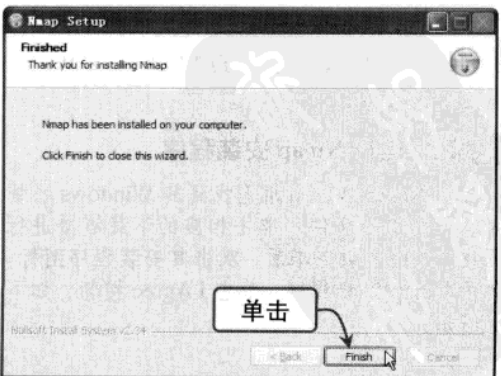 Nmap Setup
Finished
Thank you for installing Nmap
Nmap has been installed on your computer.
Click Finish to close this wizard.
单击
Nullsoft Install System v2.34
< Back
Finish
Cancel